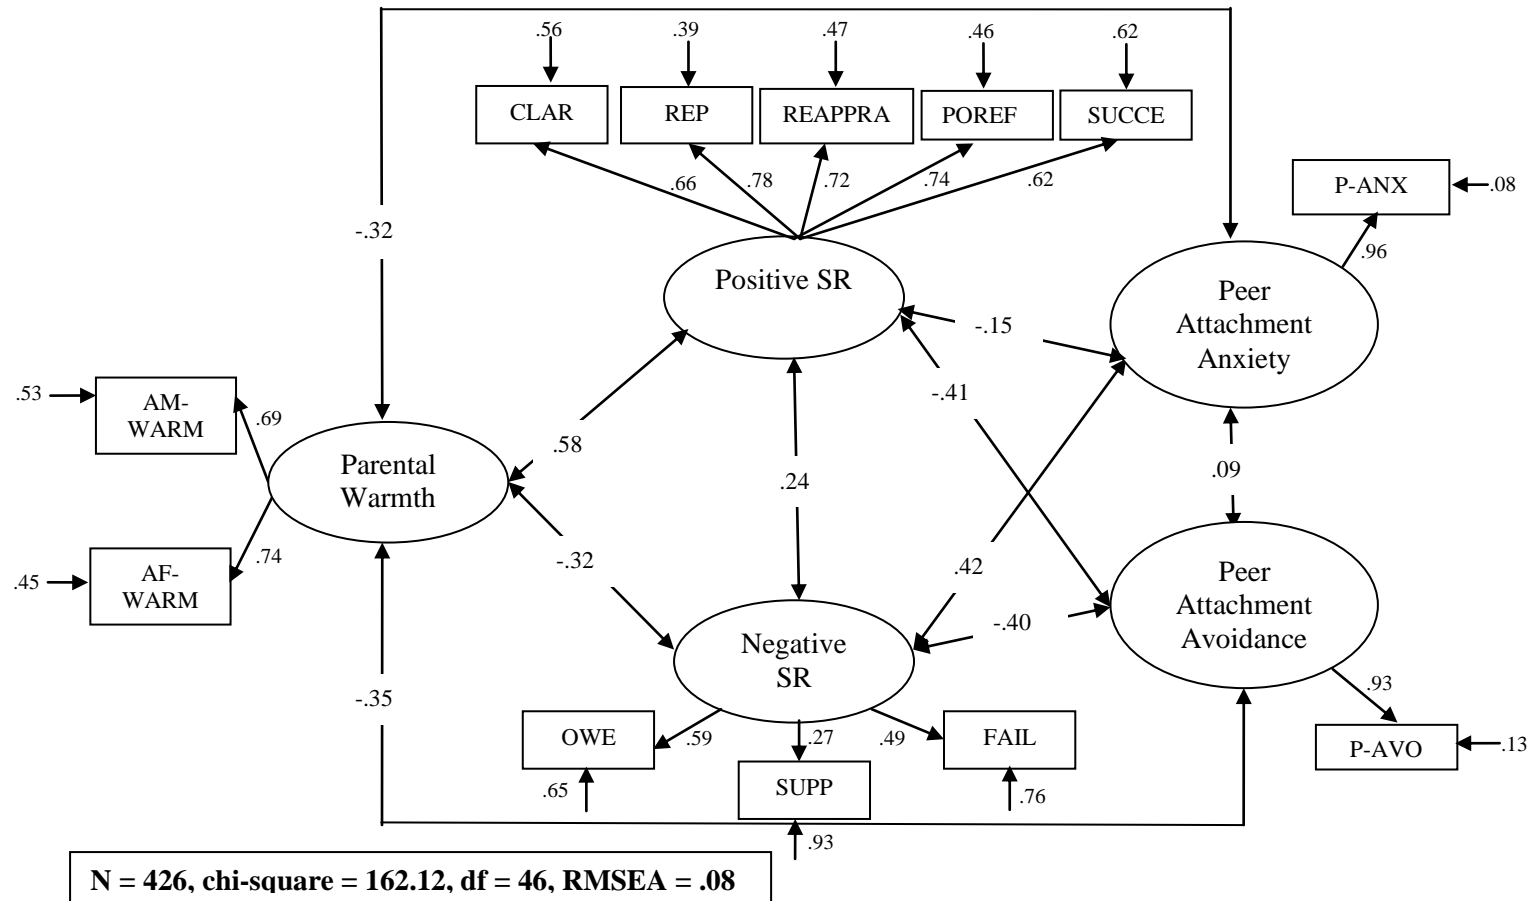 .56
.39
.47
.46
.62
CLAR
REP
REAPPRA
POREF
SUCCE
.66
.78
.72
.74
.62
P-ANX
.08
.96
-.32
Positive SR
Peer
Attachment
Anxiety
-.15
-.41
.53
AM-
WARM
.69
.58
Parental
Warmth
.24
.09
.74
.45
AF-
WARM
-.32
.42
Peer
Attachment
Avoidance
-.40
Negative
SR
-.35
.93
OWE
.59
.27
.49
FAIL
P-AVO
.13
.65
SUPP
.76
.93
N = 426, chi-square = 162.12, df = 46, RMSEA = .08